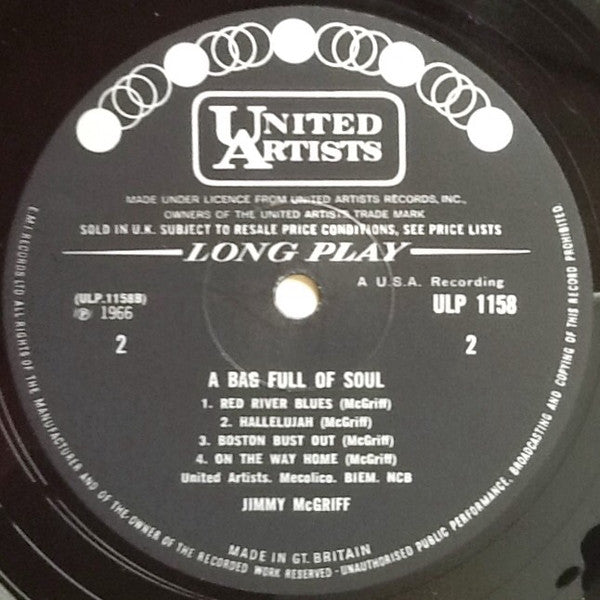 UNITED
ARTISTS
MADE UNDER LICENCE FROM UNITED ARTISTS RECORDS, INC.,
OWNERS OF THE UNITED ARTISTS TRADE MARK
SOLD IN U.K. SUBJECT TO RESALE PRICE CONDITIONS, SEE PRICE LISTS
LONG PLAY
A U.S.A. Recording
(ULP.1158B)
ULP 1158
℗ 1966
2
2
A BAG FULL OF SOUL
1. RED RIVER BLUES (McGriff)
2. HALLELUJAH (McGriff)
3. BOSTON BUST OUT (McGriff)
4. ON THE WAY HOME (McGriff)
United Artists. Mecolico. BIEM. NCB
JIMMY McGRIFF
MADE IN GT. BRITAIN
E.M.I RECORDS LTD ALL RIGHTS OF THE MANUFACTURER AND OF THE OWNER OF THE RECORDED WORK RESERVED - UNAUTHORISED PUBLIC PERFORMANCE, BROADCASTING AND COPYING OF THIS RECORD PROHIBITED